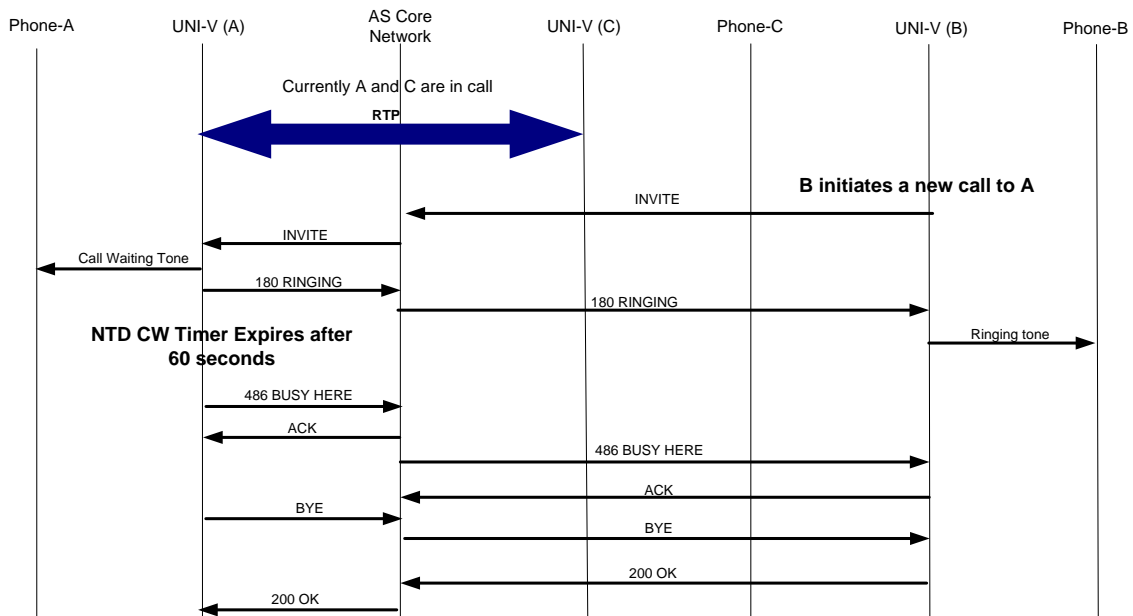 Phone-A
UNI-V (A)
AS Core
Network
UNI-V (C)
Phone-C
UNI-V (B)
Phone-B
Currently A and C are in call
RTP
B initiates a new call to A
INVITE
INVITE
Call Waiting Tone
180 RINGING
180 RINGING
NTD CW Timer Expires after
60 seconds
Ringing tone
486 BUSY HERE
ACK
486 BUSY HERE
ACK
BYE
BYE
200 OK
200 OK